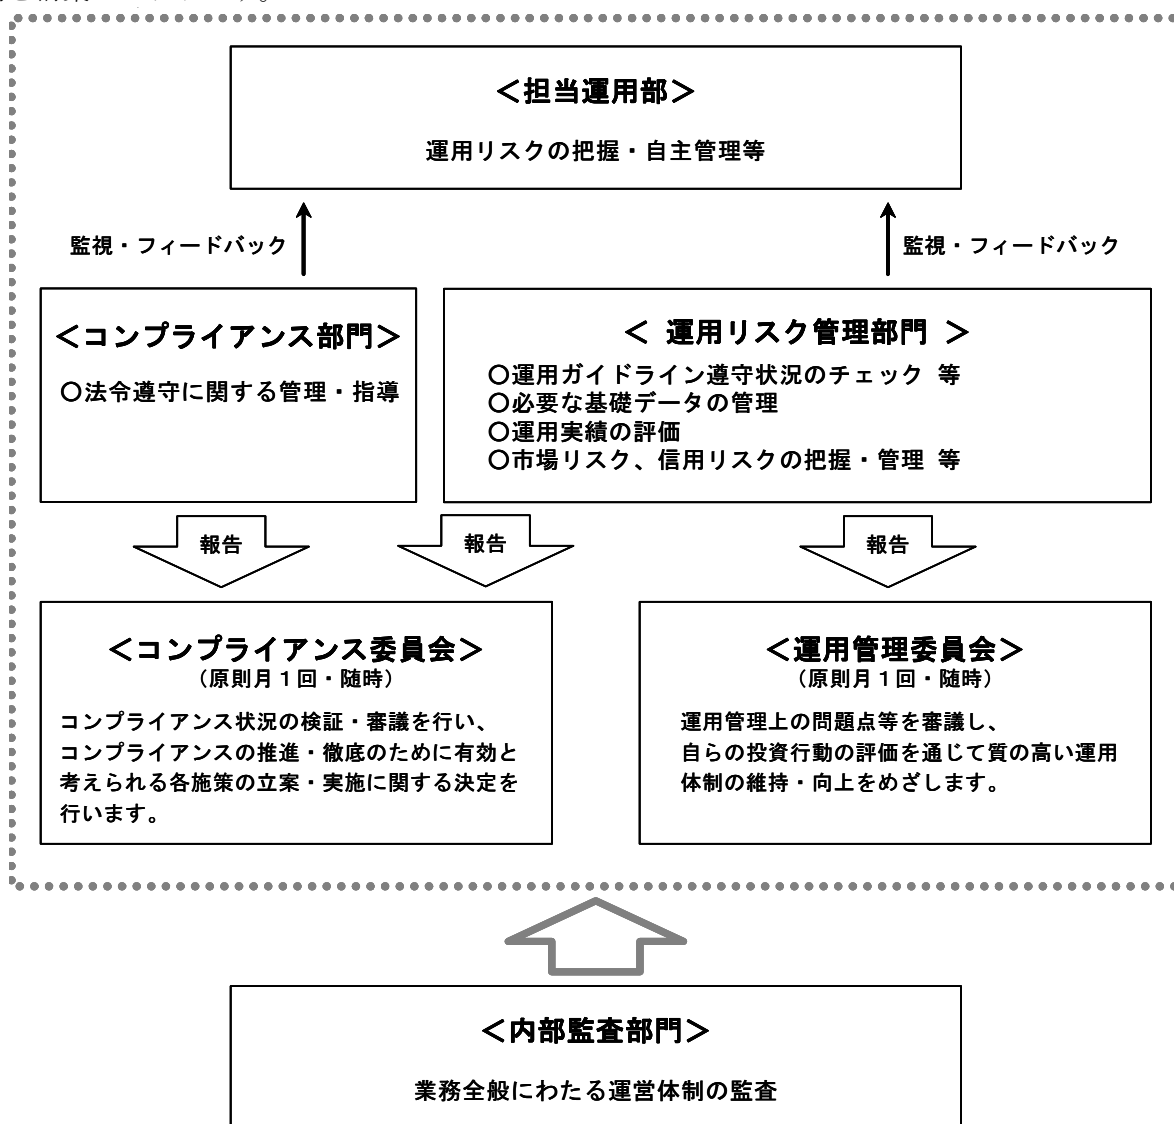 ＜担当運用部＞
運用リスクの把握・自主管理等
監視・フィードバック
監視・フィードバック
＜コンプライアンス部門＞
○法令遵守に関する管理・指導
＜ 運用リスク管理部門 ＞
○運用ガイドライン遵守状況のチェック 等
○必要な基礎データの管理
○運用実績の評価
○市場リスク、信用リスクの把握・管理 等
報告
報告
報告
＜コンプライアンス委員会＞
（原則月１回・随時）
コンプライアンス状況の検証・審議を行い、
コンプライアンスの推進・徹底のために有効と
考えられる各施策の立案・実施に関する決定を
行います。
＜運用管理委員会＞
（原則月１回・随時）
運用管理上の問題点等を審議し、
自らの投資行動の評価を通じて質の高い運用
体制の維持・向上をめざします。
＜内部監査部門＞
業務全般にわたる運営体制の監査